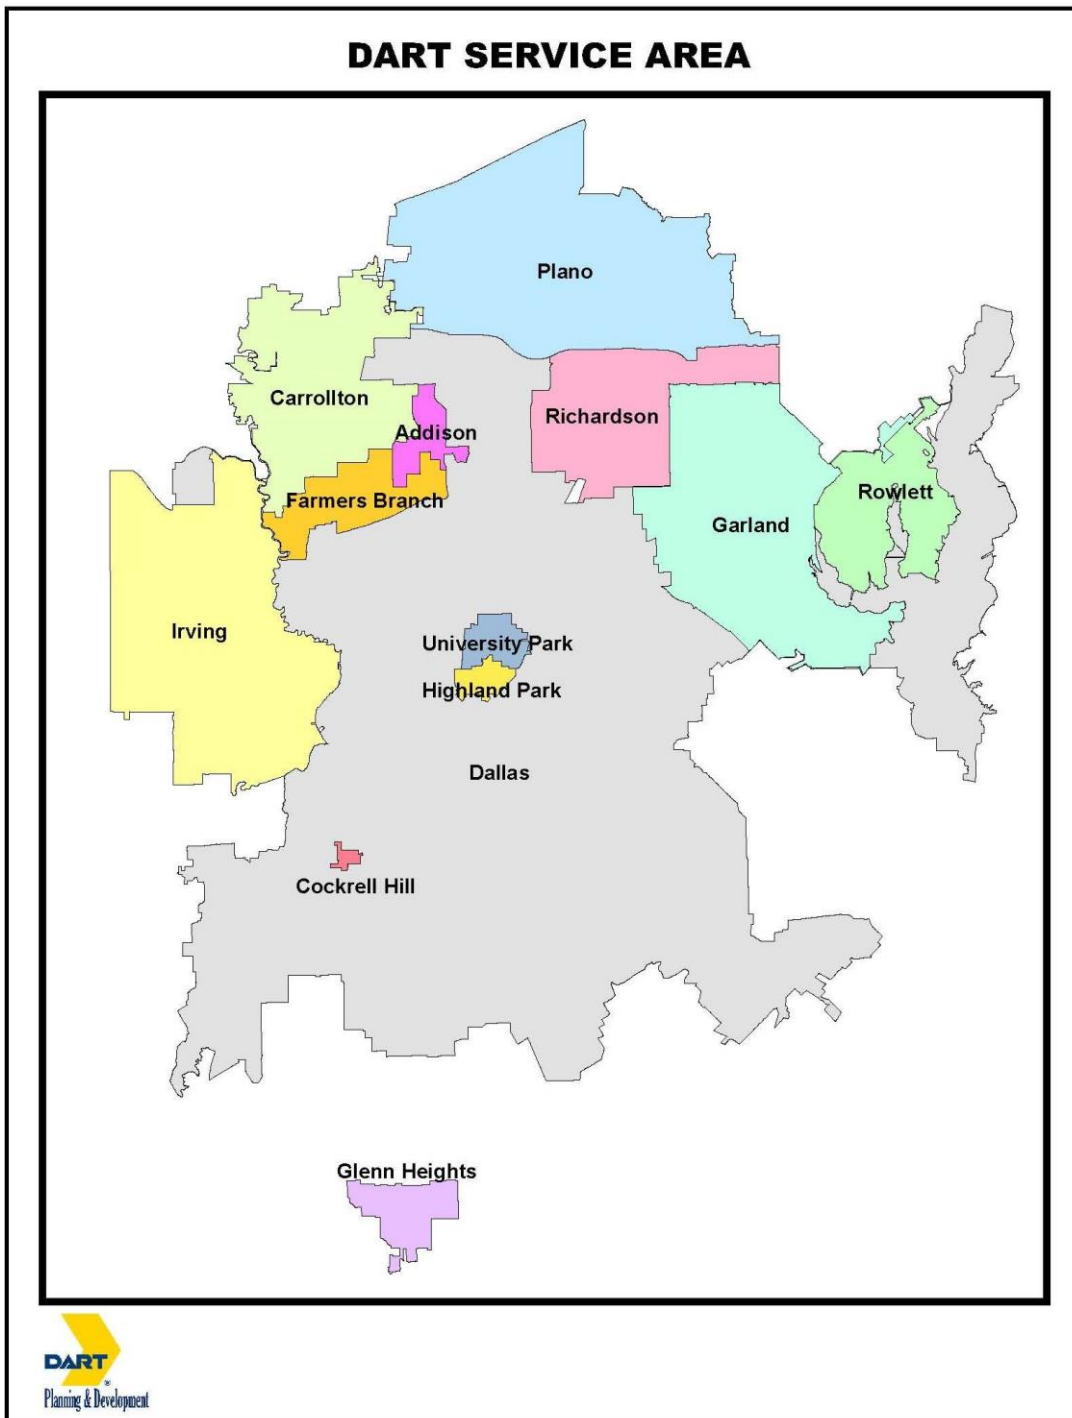 DART SERVICE AREA
Plano
Carrollton
Richardson
Addison
Rowlett
Farmers Branch
Garland
Irving
University Park
Highland Park
Dallas
Cockrell Hill
Glenn Heights
DART
®
Planning & Development